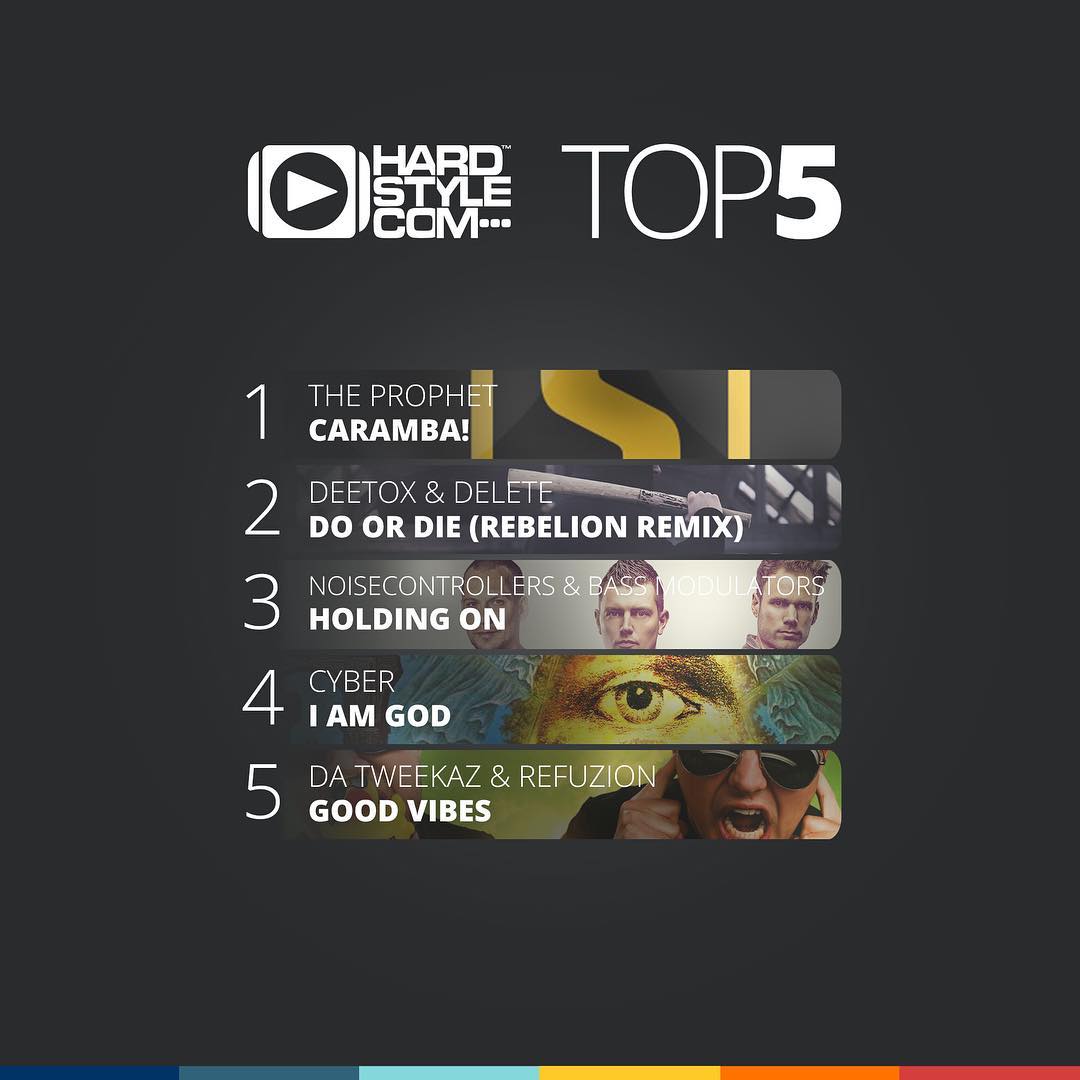 HARD™
STYLE
COM
TOP5
1
THE PROPHET
CARAMBA!
2
DEETOX & DELETE
DO OR DIE (REBELION REMIX)
3
NOISECONTROLLERS & BASS MODULATORS
HOLDING ON
4
CYBER
I AM GOD
5
DA TWEEKAZ & REFUZION
GOOD VIBES